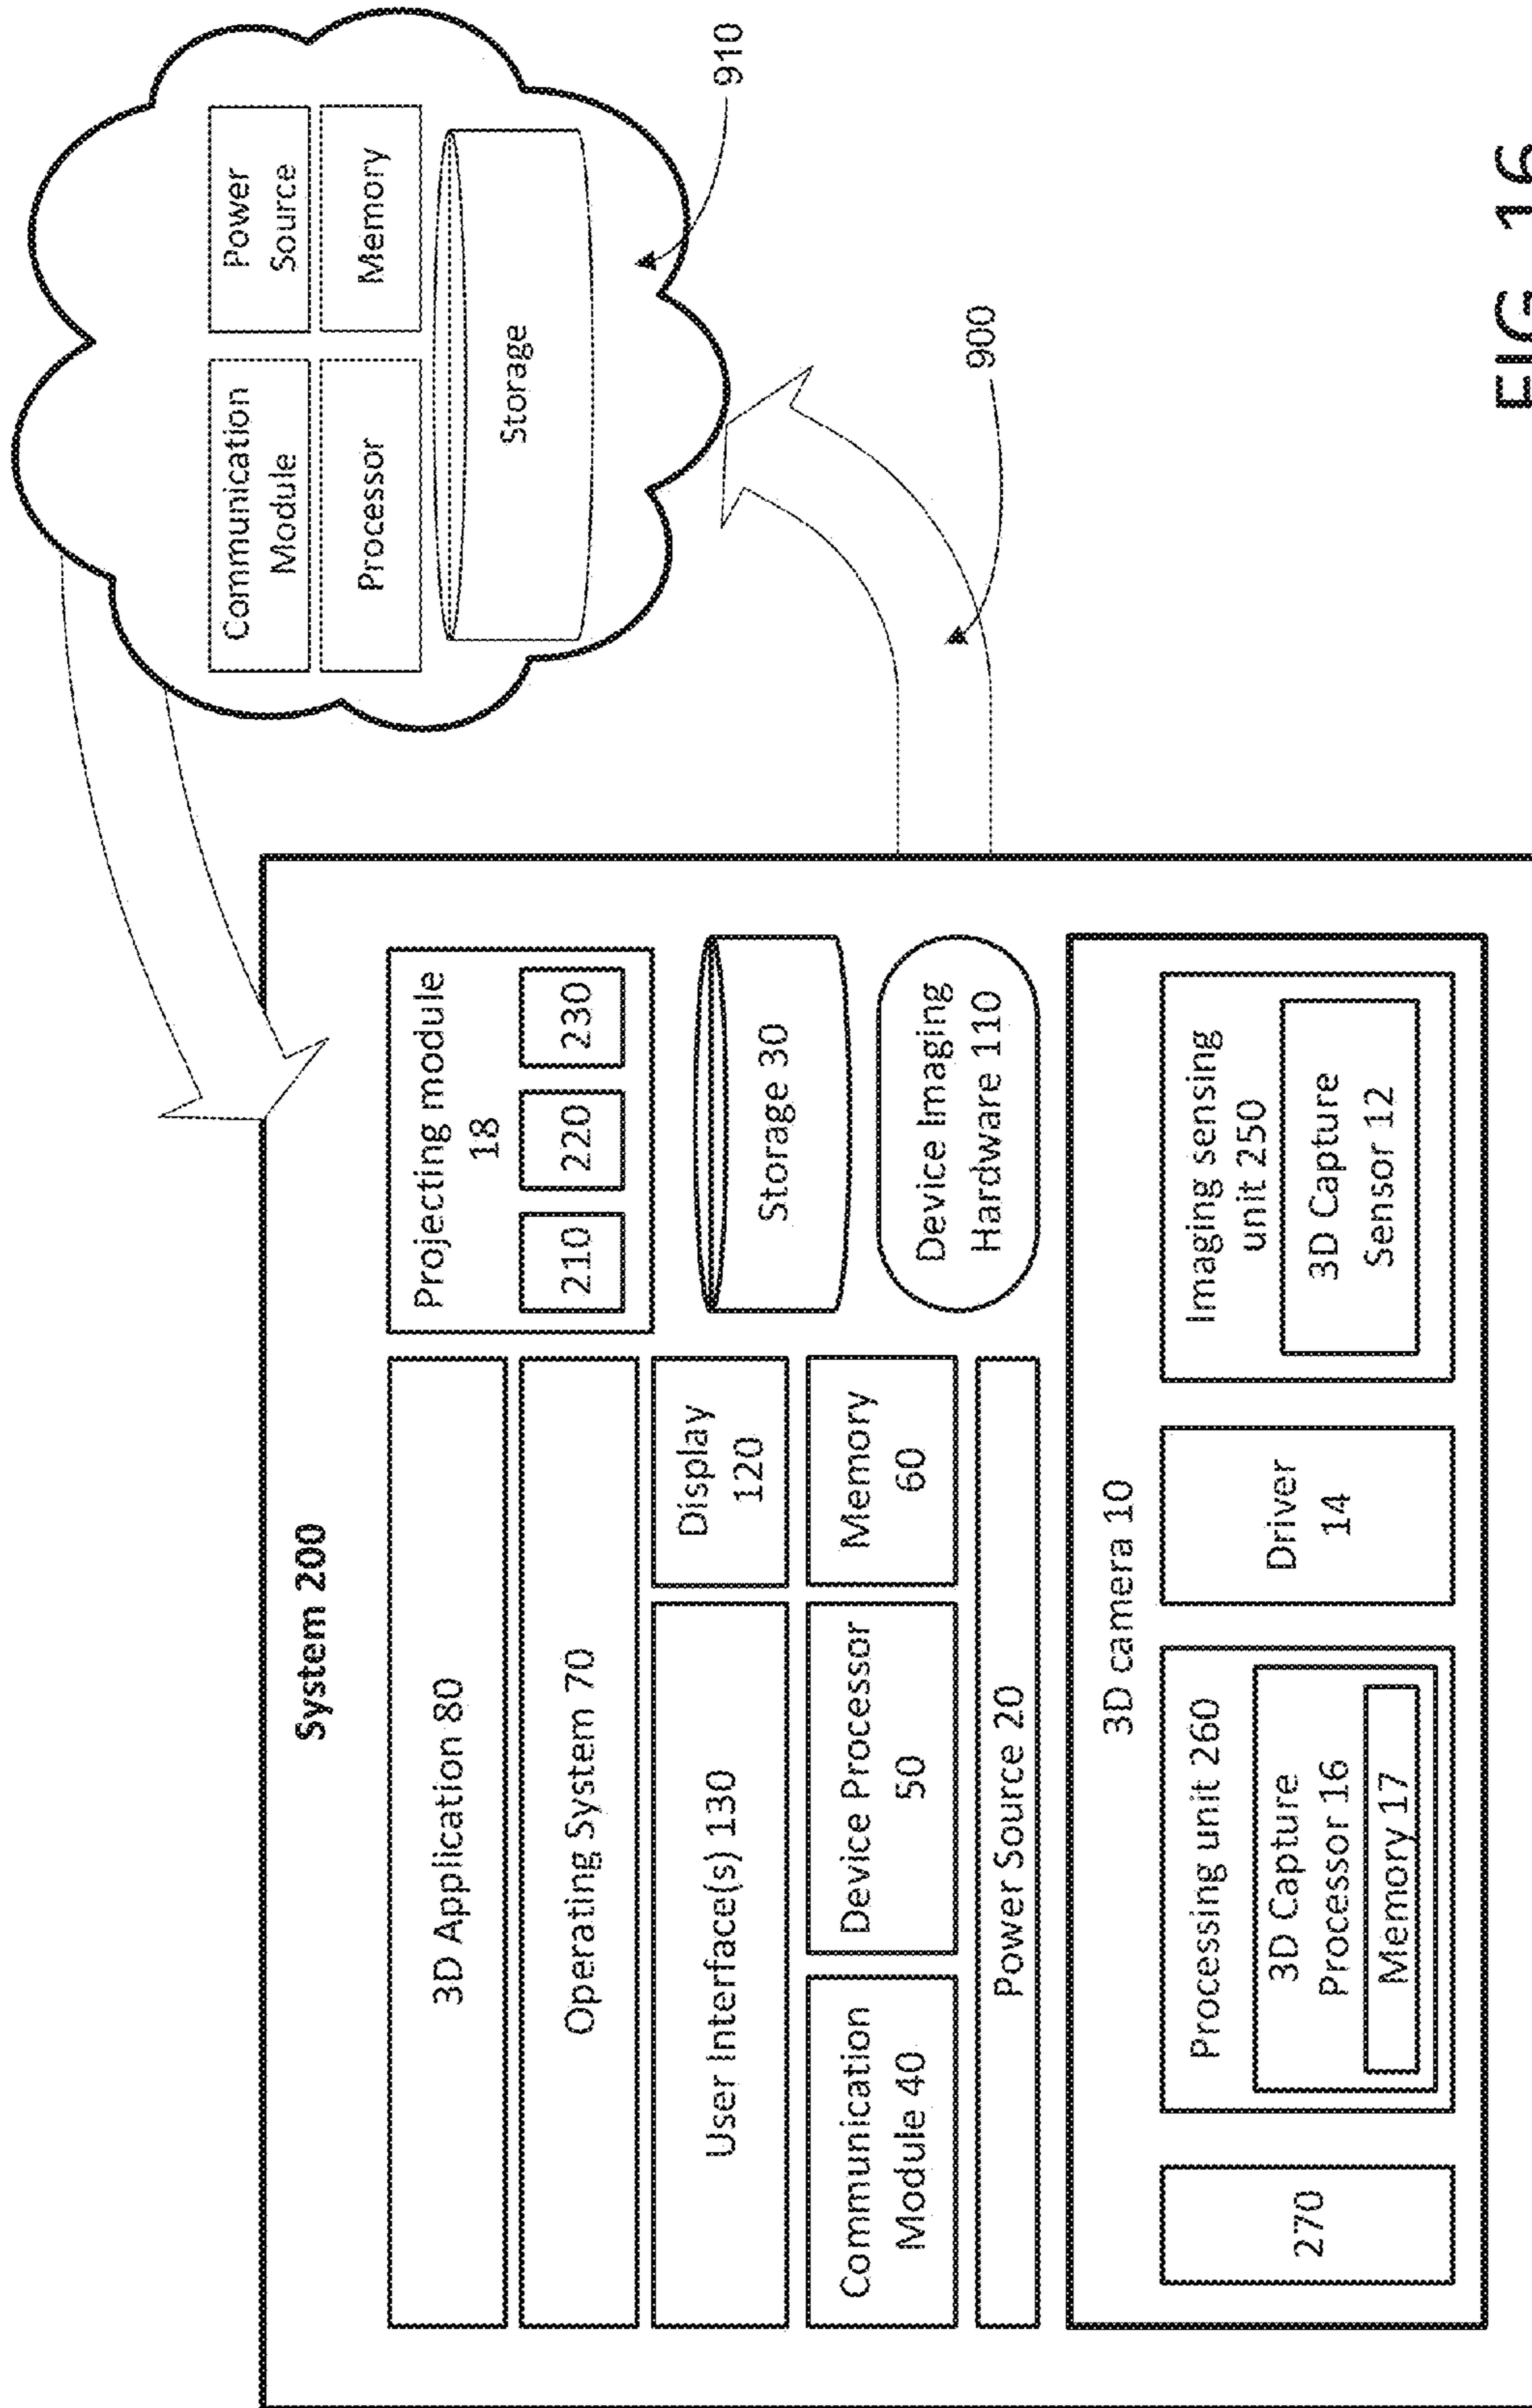 System 200
3D Application 80
Operating System 70
User Interface(s) 130
Display
120
Communication
Module 40
Device Processor
50
Memory
60
Power Source 20
Projecting module
18
210
220
230
Storage 30
Device Imaging
Hardware 110
3D camera 10
270
Processing unit 260
3D Capture
Processor 16
Memory 17
Driver
14
Imaging sensing
unit 250
3D Capture
Sensor 12
Communication
Module
Power
Source
Processor
Memory
Storage
910
900
FIG. 16